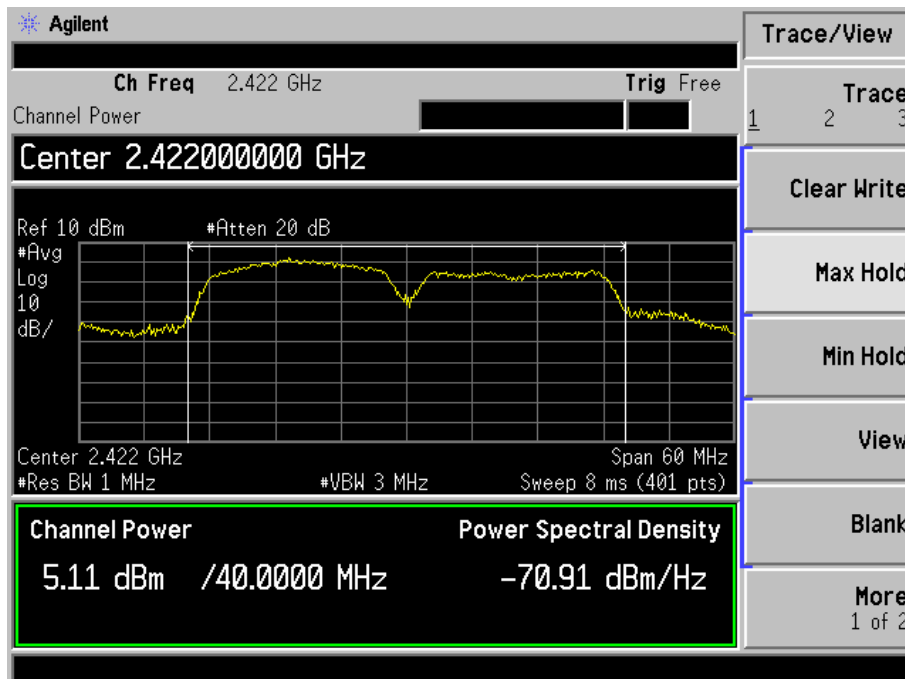 Agilent
Trace/View
Ch Freq 2.422 GHz Trig Free
Channel Power
Trace
1 2 3
Center 2.422000000 GHz
Clear Write
Ref 10 dBm #Atten 20 dB
#Avg
Log
10
dB/
Max Hold
Min Hold
View
Center 2.422 GHz Span 60 MHz
#Res BW 1 MHz #VBW 3 MHz Sweep 8 ms (401 pts)
Channel Power Power Spectral Density
Blank
5.11 dBm /40.0000 MHz -70.91 dBm/Hz
More
1 of 2